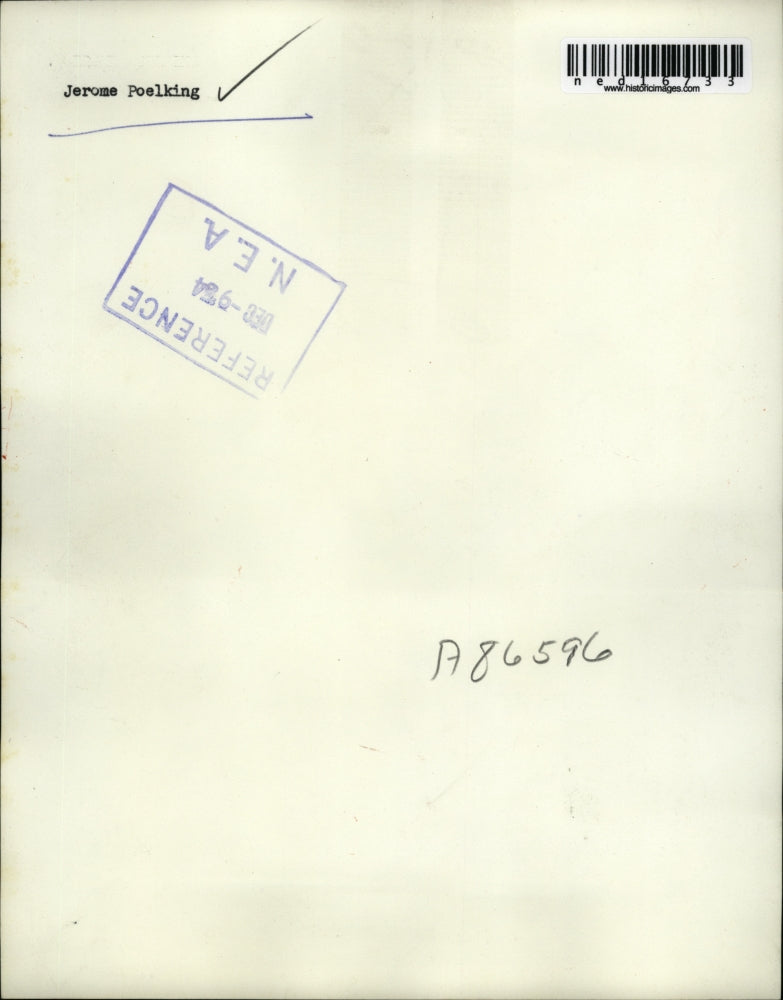 Jerome Poelking
ned16733
www.historicimages.com
REFERENCE
DEC-9'54
N.E.A.
A86596